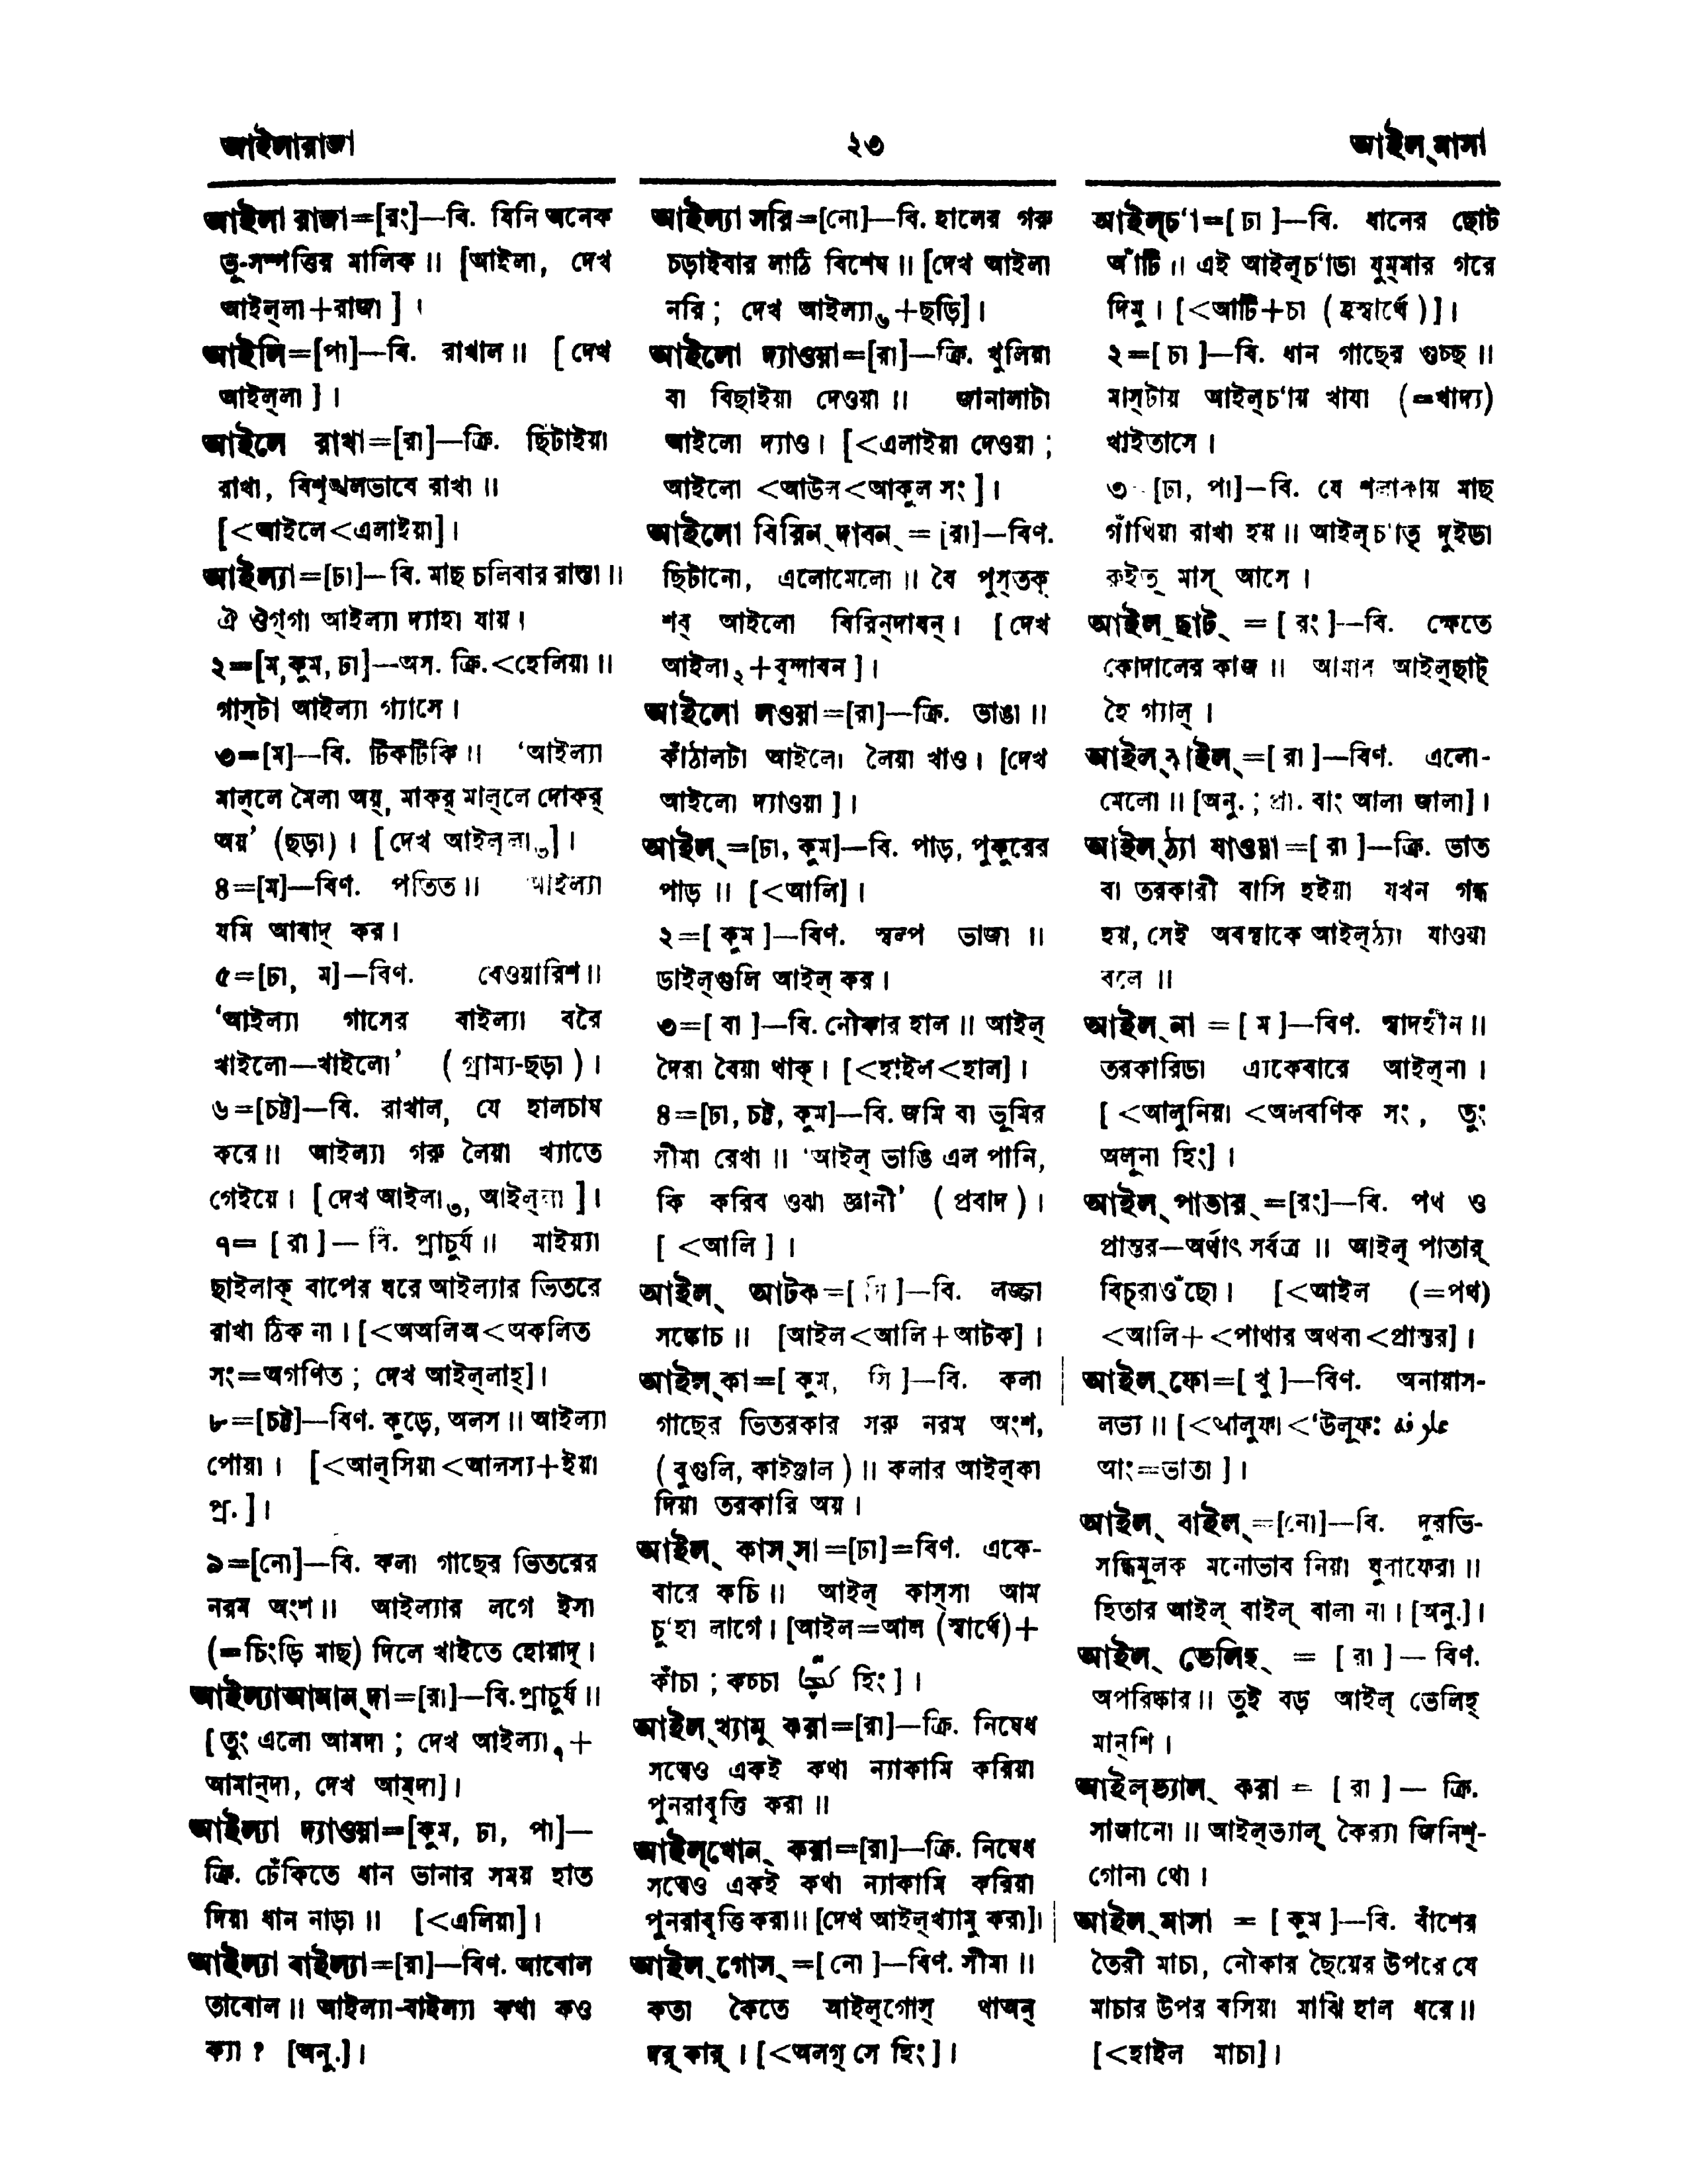 আইলারাজা
২৩
আইল্‌মাসা
আইলা রাজা=[রং]—বি. যিনি অনেক
ভূ-সম্পত্তির মালিক॥ [আইলা, দেখ
আইল্‌লা+রাজা]।
আইলি=[পা]—বি. রাখাল॥ [দেখ
আইল্‌লা]।
আইলে রাখা=[রা]—ক্রি. ছিটাইয়া
রাখা, বিশৃঙ্খলভাবে রাখা॥
[<আইলে<এলাইয়া]।
আইল্যা=[ঢা]—বি. মাছ চলিবার রাস্তা॥
ঐ ঔগ্‌গা আইল্যা দ্যাহা যায়।
২=[ম, কুম, ঢা]—অস. ক্রি.<হেলিয়া॥
গাস্‌টা আইল্যা গ্যাসে।
৩=[ম]—বি. টিকটিকি॥ ‘আইল্যা
মাল্‌লে মৈলা অয়্‌, মাকর্‌ মাল্‌লে দোকর্‌
অয়’ (ছড়া)। [দেখ আইল্‌লা৩]।
৪=[ম]—বিণ. পতিত॥ আইল্যা
যমি আবাদ্‌ কর।
৫=[ঢা, ম]—বিণ. বেওয়ারিশ॥
‘আইল্যা গাসের বাইল্যা বরৈ
খাইলো—খাইলো’ (গ্রাম্য-ছড়া)।
৬=[চট্ট]—বি. রাখাল, যে হালচাষ
করে॥ আইল্যা গরু লৈয়া খ্যাতে
গেইয়ে। [দেখ আইলা৩, আইল্‌লা]।
৭=[রা]—বি. প্রাচুর্য॥ মাইয়্যা
ছাইলাক্‌ বাপের ধরে আইল্যার ভিতরে
রাখা ঠিক না। [<অঅলিঅ<অকলিত
সং=অগণিত; দেখ আইল্‌লাহ্‌]।
৮=[চট্ট]—বিণ. কুড়ে, অলস॥ আইল্যা
পোয়া। [<আল্‌সিয়া<আলস্য+ইয়া
প্র.]।
৯=[নো]—বি. কলা গাছের ভিতরের
নরম অংশ॥ আইল্যার লগে ইসা
(=চিংড়ি মাছ) দিলে খাইতে হোয়াদ্‌।
আইল্যাআমান্‌দা=[রা]—বি. প্রাচুর্য॥
[তুং এলো আমদা; দেখ আইল্যা৭+
আমান্‌দা, দেখ আম্‌দা]।
আইল্যা দ্যাওয়া=[কুম, ঢা, পা]—
ক্রি. ঢেঁকিতে ধান ভানার সময় হাত
দিয়া ধান নাড়া॥ [<এলিয়া]।
আইল্যা বাইল্যা=[রা]—বিণ. আবোল
তাবোল॥ আইল্যা-বাইল্যা কথা কও
ক্যা? [অনু.]।
আইল্যা সরি=[নো]—বি. হালের গরু
চড়াইবার লাঠি বিশেষ॥ [দেখ আইলা
নরি; দেখ আইল্যা৬+ছড়ি]।
আইলো দ্যাওয়া=[রা]—ক্রি. খুলিয়া
বা বিছাইয়া দেওয়া॥ জানালাটা
আইলো দ্যাও। [<এলাইয়া দেওয়া;
আইলো <আউল<আকুল সং]।
আইলো বিরিন্‌দাবন্‌=[রা]—বিণ.
ছিটানো, এলোমেলো॥ বৈ পুস্‌তক্‌
শব্‌ আইলো বিরিন্‌দাবন্‌। [দেখ
আইলা২+বৃন্দাবন]।
আইলো লওয়া=[রা]—ক্রি. ভাঙা॥
কাঁঠালটা আইলো লৈয়া খাও। [দেখ
আইলো দ্যাওয়া]।
আইল্‌=[ঢা, কুম]—বি. পাড়, পুকুরের
পাড়॥ [<আলি]।
২=[কুম]—বিণ. স্বল্প ভাজা॥
ডাইল্‌গুলি আইল্‌ কর।
৩=[বা]—বি. নৌকার হাল॥ আইল্‌
দৈরা বৈয়া থাক্‌। [<হাইল<হাল]।
৪=[ঢা, চট্ট, কুম]—বি. জমি বা ভূমির
সীমা রেখা॥ ‘আইল্‌ ভাঙি এল পানি,
কি করিব ওঝা জ্ঞানী’ (প্রবাদ)।
[<আলি]।
আইল্‌ আটক=[সি]—বি. লজ্জা
সঙ্কোচ॥ [আইল<আলি+আটক]।
আইল্‌কা=[কুম, সি]—বি. কলা
গাছের ভিতরকার সরু নরম অংশ,
(বুগুলি, কাইঞ্জাল)॥ কলার আইল্‌কা
দিয়া তরকারি অয়।
আইল্‌ কাস্‌সা=[ঢা]=বিণ. একে-
বারে কচি॥ আইল্‌ কাস্‌সা আম
চু‘হা লাগে। [আইল=আল (স্বার্থে)+
কাঁচা; কচ্চা হিং]।
আইল্‌খ্যামু করা=[রা]—ক্রি. নিষেধ
সত্বেও একই কথা ন্যাকামি করিয়া
পুনরাবৃত্তি করা॥
আইল্‌খোন্‌ করা=[রা]—ক্রি. নিষেধ
সত্বেও একই কথা ন্যাকামি করিয়া
পুনরাবৃত্তি করা॥ [দেখ আইল্‌খ্যামু করা]।
আইল্‌গোস্‌=[নো]—বিণ. সীমা॥
কতা কৈতে আইল্‌গোস্‌ থাঅন্‌
দর্‌কার্‌। [<অলগ্‌ সে হিং]।
আইল্‌চ‘া=[ঢা]—বি. ধানের ছোট
আঁটি॥ এই আইল্‌চ‘াডা যুম্‌মার গরে
দিমু। [<আটি+চা (হ্রস্বার্থে)]।
২=[ঢা]—বি. ধান গাছের গুচ্ছ॥
মাস্‌টায় আইল্‌চ‘ায় খাযা (=খাদ্য)
খাইতাসে।
৩=[ঢা, পা]—বি. যে শলাকায় মাছ
গাঁথিয়া রাখা হয়॥ আইল্‌চ‘াত্‌ দুইডা
রুইত্‌ মাস্‌ আসে।
আইল্‌ছাট্‌=[রং]—বি. ক্ষেতে
কোদালের কাজ॥ আমার আইল্‌ছাট্‌
হৈ গ্যাল্‌।
=[রা]—বিণ. এলো-
মেলো॥ [অনু.; প্রা. বাং আলা জালা]।
আইল্‌ঠ্যা যাওয়া=[রা]—ক্রি. ভাত
বা তরকারী বাসি হইয়া যখন গন্ধ
হয়, সেই অবস্থাকে আইল্‌ঠ্যা যাওয়া
বলে॥
আইল্‌না=[ম]—বিণ. স্বাদহীন॥
তরকারিডা এ্যকেবারে আইল্‌না।
[<আলুনিয়া<অলবণিক সং, তুং
অলূনা হিং]।
আইল্‌পাতার্‌=[রং]—বি. পথ ও
প্রান্তর—অর্থাৎ সর্বত্র॥ আইল্‌ পাতার্‌
বিচুরাওঁছো। [<আইল (=পথ)
<আলি+<পাথার অথবা<প্রান্তর]।
আইল্‌ফো=[খু]—বিণ. অনায়াস-
লভ্য॥ [<আলুফা<‘উলূফঃ علوفه
আং=ভাতা]।
আইল্‌ বাইল্‌=[নো]—বি. দুরভি-
সন্ধিমূলক মনোভাব নিয়া ঘুরাফেরা॥
হিতার আইল্‌ বাইল্‌ বালা না। [অনু.]।
আইল্‌ ভেলিহ্‌=[রা]—বিণ.
অপরিষ্কার॥ তুই বড় আইল্‌ ভেলিহ্‌
মান্‌শি।
আইল্‌ভ্যাল্‌ করা=[রা]—ক্রি.
সাজানো॥ আইল্‌ভ্যাল্‌ কৈর‍্যা জিনিশ্‌-
গোনা থো।
আইল্‌মাসা=[কুম]—বি. বাঁশের
তৈরী মাচা, নৌকার ছৈয়ের উপরে যে
মাচার উপর বসিয়া মাঝি হাল ধরে॥
[<হাইল মাচা]।